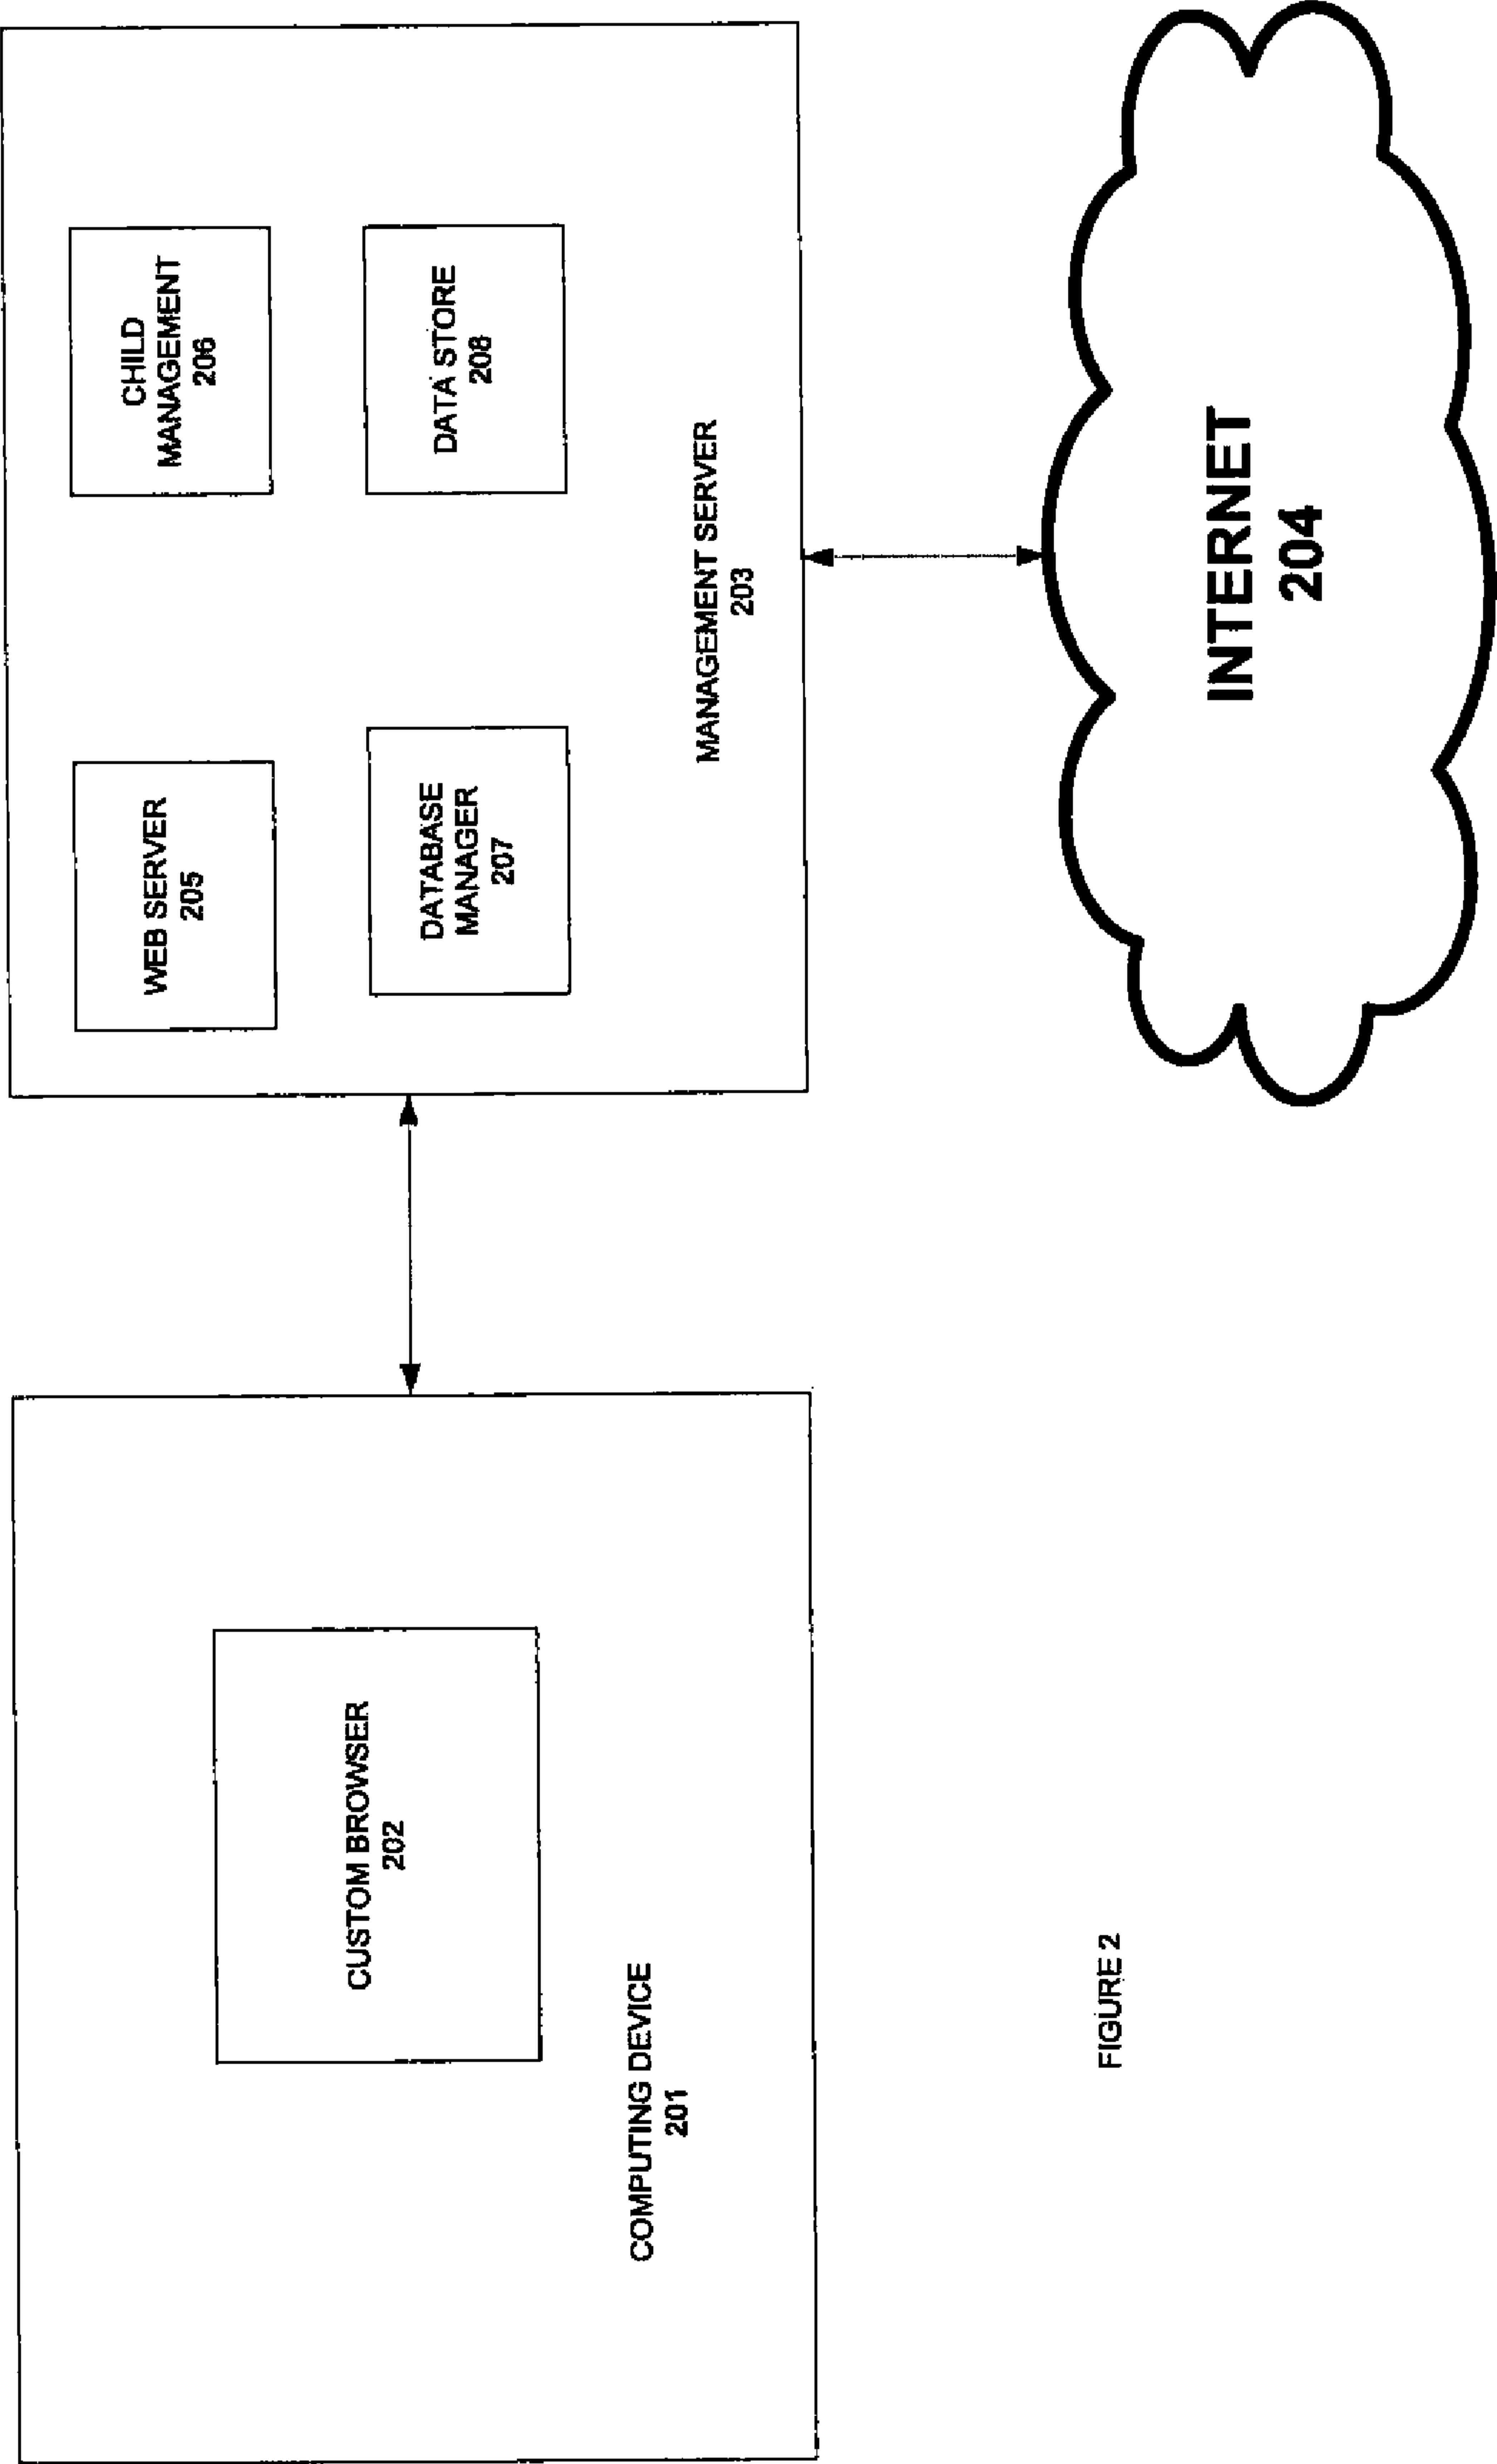 CUSTOM BROWSER
202
COMPUTING DEVICE
201
WEB SERVER
205
CHILD
MANAGEMENT
206
DATABASE
MANAGER
207
DATA STORE
208
MANAGEMENT SERVER
203
INTERNET
204
FIGURE 2